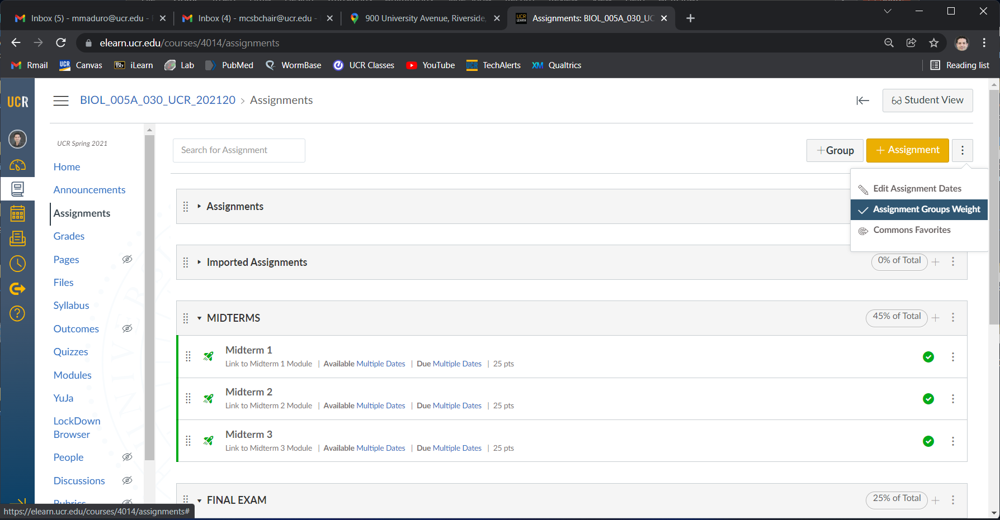 Inbox (5) - mmaduro@ucr.edu -
Inbox (4) - mcsbchair@ucr.edu -
900 University Avenue, Riverside,
UCR
LEARN
Assignments: BIOL_005A_030_UC
elearn.ucr.edu/courses/4014/assignments
Rmail
UCR
Canvas
Bb
iLearn
Lab
PubMed
WormBase
UCR Classes
YouTube
UCR
TechAlerts
XM
Qualtrics
Reading list
UCR
BIOL_005A_030_UCR_202120 > Assignments
Student View
UCR Spring 2021
Home
Announcements
Assignments
Grades
Pages
Files
Syllabus
Outcomes
Quizzes
Modules
YuJa
LockDown
Browser
People
Discussions
Rubrics
Search for Assignment
+Group
+ Assignment
Edit Assignment Dates
Assignment Groups Weight
Commons Favorites
Assignments
Imported Assignments
0% of Total
MIDTERMS
45% of Total
Midterm 1
Link to Midterm 1 Module | Available Multiple Dates | Due Multiple Dates | 25 pts
Midterm 2
Link to Midterm 2 Module | Available Multiple Dates | Due Multiple Dates | 25 pts
Midterm 3
Link to Midterm 3 Module | Available Multiple Dates | Due Multiple Dates | 25 pts
FINAL EXAM
25% of Total
https://elearn.ucr.edu/courses/4014/assignments#